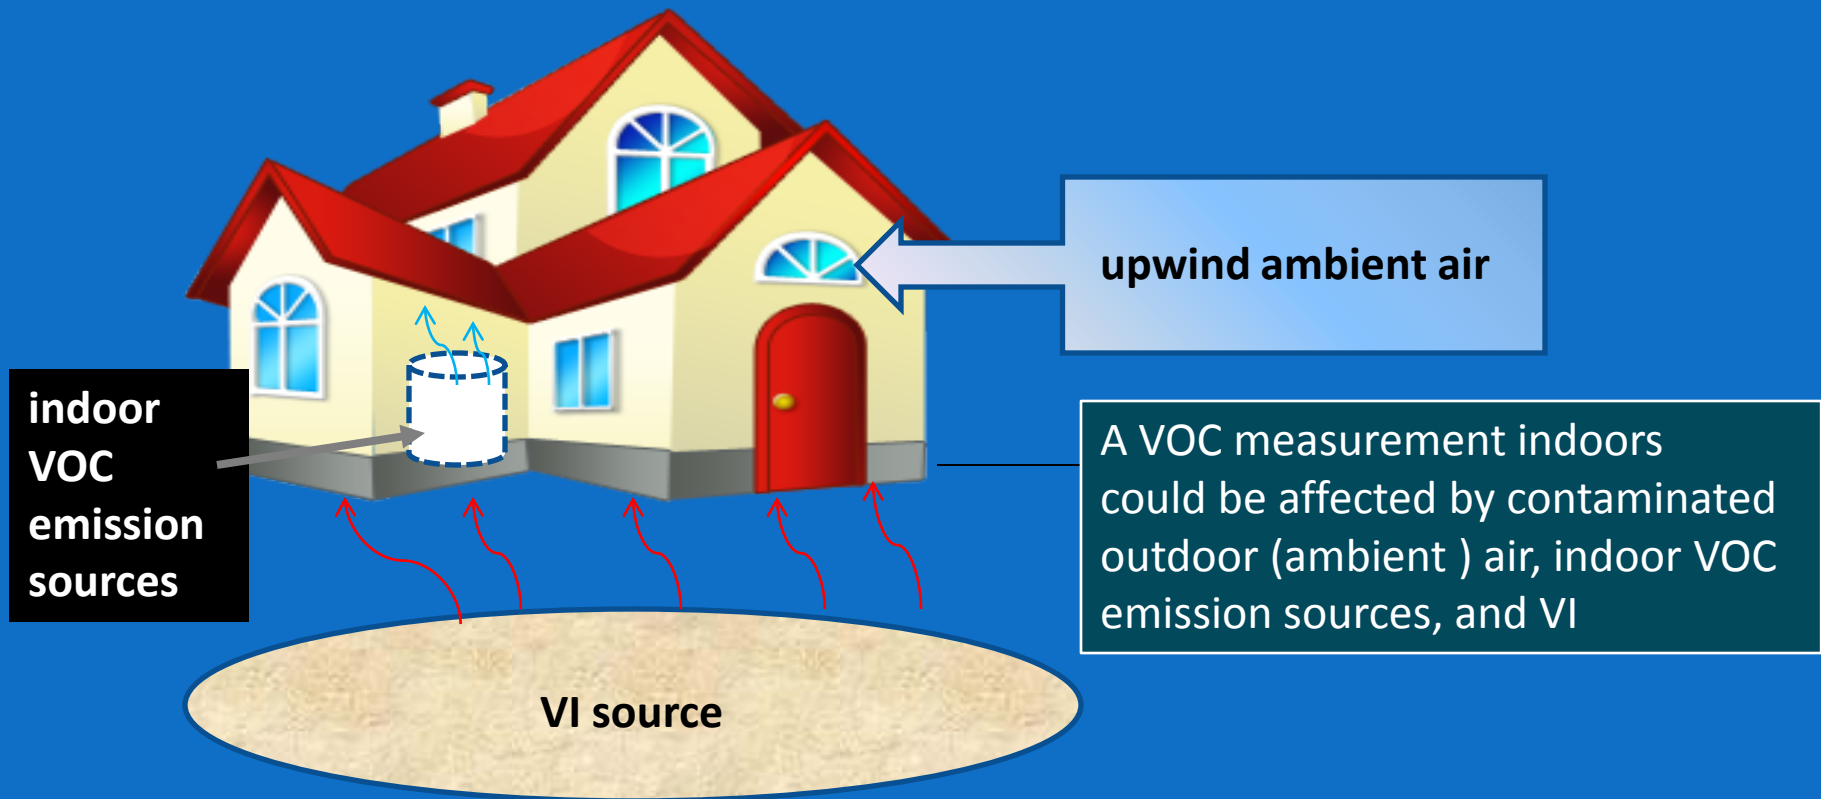 upwind ambient air
indoor
VOC
emission
sources
A VOC measurement indoors
could be affected by contaminated
outdoor (ambient ) air, indoor VOC
emission sources, and VI
VI source